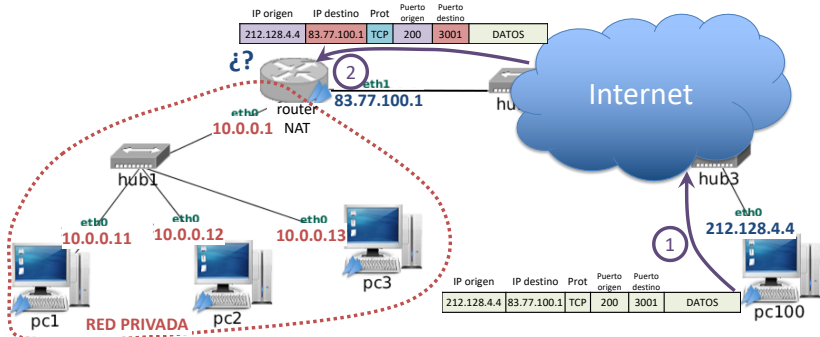 IP origen IP destino Prot Puerto origen Puerto destino
212.128.4.4 83.77.100.1 TCP 200 3001 DATOS
¿?
2
eth1
83.77.100.1
router
NAT
eth0
10.0.0.1
Internet
hub1
hub3
eth0
212.128.4.4
1
eth0
10.0.0.11
eth0
10.0.0.12
eth0
10.0.0.13
pc3
IP origen IP destino Prot Puerto origen Puerto destino
212.128.4.4 83.77.100.1 TCP 200 3001 DATOS
pc100
pc1
RED PRIVADA
pc2